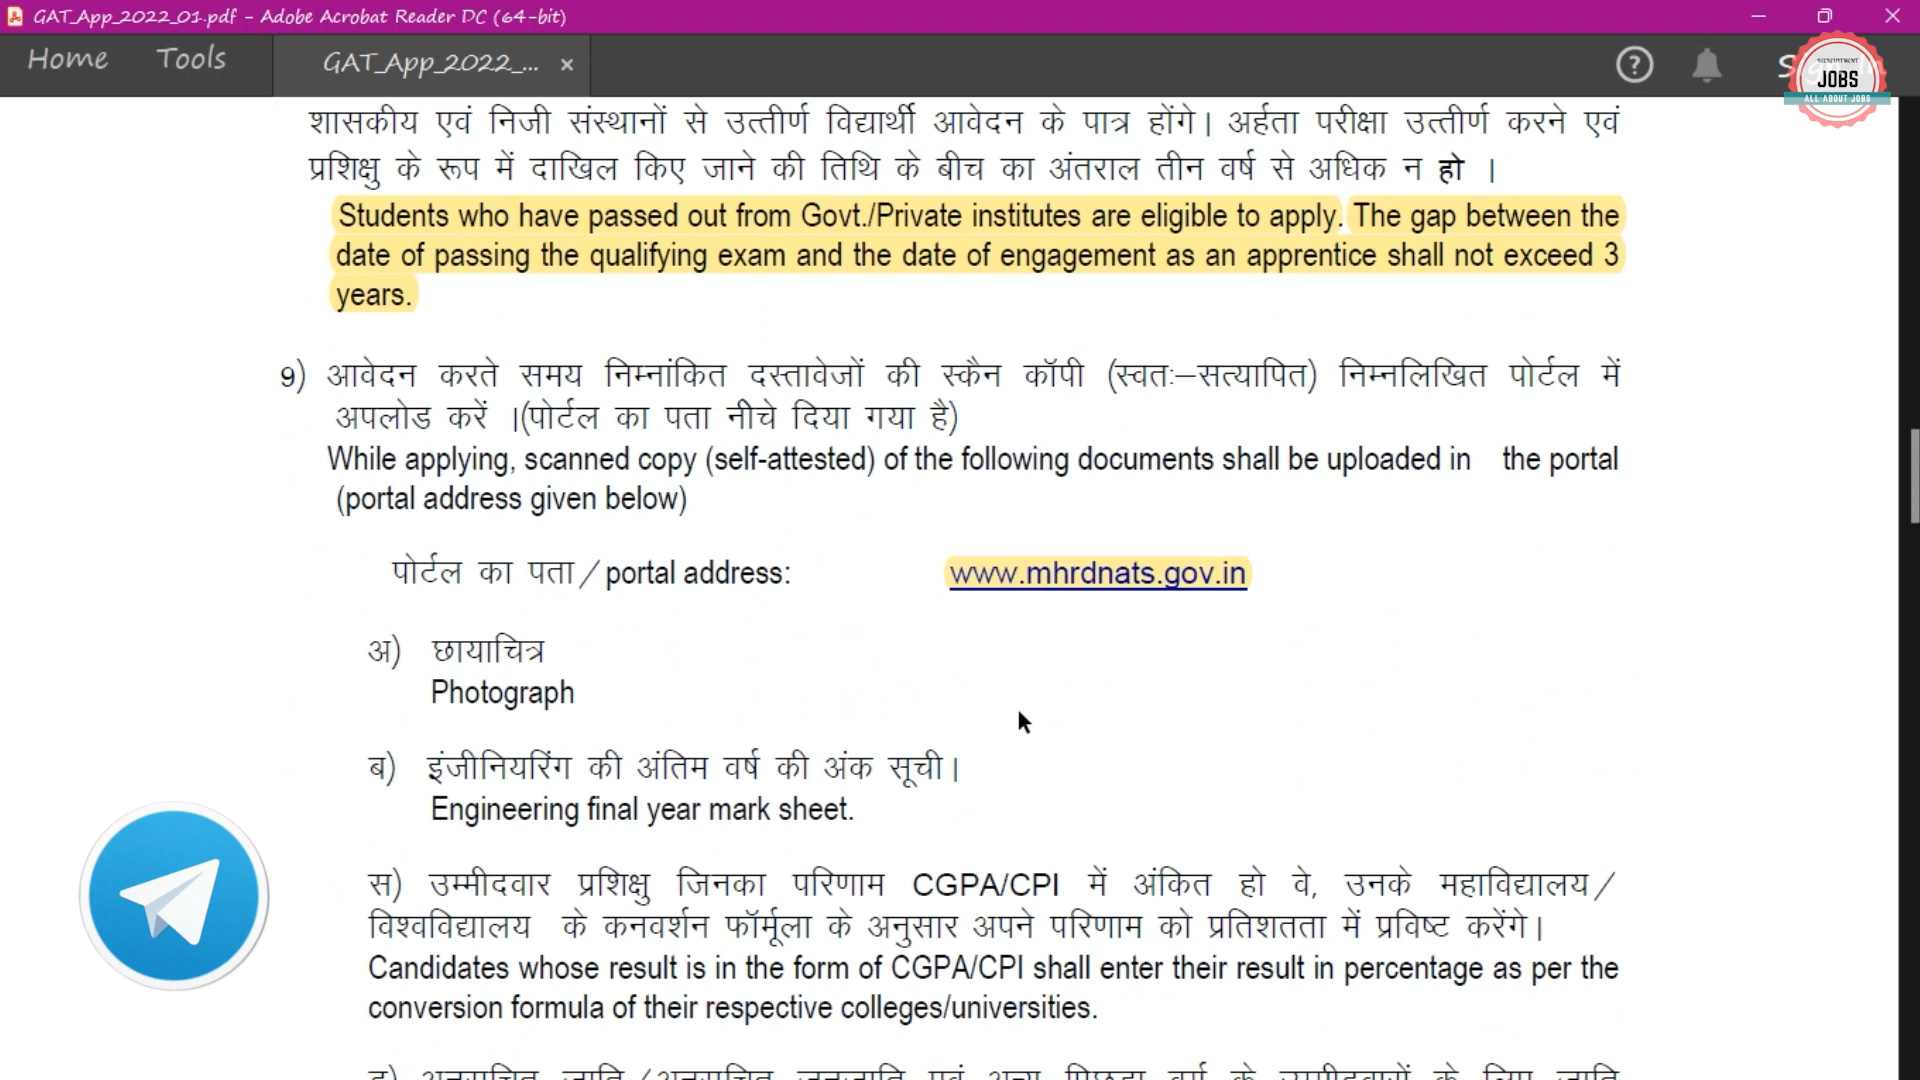 GAT_App_2022_01.pdf - Adobe Acrobat Reader DC (64-bit)
Home Tools GAT_App_2022_... ×
RECRUITMENT
JOBS
ALL ABOUT JOBS
शासकीय एवं निजी संस्थानों से उत्तीर्ण विद्यार्थी आवेदन के पात्र होंगे। अर्हता परीक्षा उत्तीर्ण करने एवं
प्रशिक्षु के रूप में दाखिल किए जाने की तिथि के बीच का अंतराल तीन वर्ष से अधिक न हो ।
Students who have passed out from Govt./Private institutes are eligible to apply. The gap between the
date of passing the qualifying exam and the date of engagement as an apprentice shall not exceed 3
years.
9) आवेदन करते समय निम्नांकित दस्तावेजों की स्कैन कॉपी (स्वतः–सत्यापित) निम्नलिखित पोर्टल में
अपलोड करें ।(पोर्टल का पता नीचे दिया गया है)
While applying, scanned copy (self-attested) of the following documents shall be uploaded in the portal
(portal address given below)
पोर्टल का पता/portal address: www.mhrdnats.gov.in
अ) छायाचित्र
Photograph
ब) इंजीनियरिंग की अंतिम वर्ष की अंक सूची।
Engineering final year mark sheet.
स) उम्मीदवार प्रशिक्षु जिनका परिणाम CGPA/CPI में अंकित हो वे, उनके महाविद्यालय/
विश्वविद्यालय के कनवर्शन फॉर्मूला के अनुसार अपने परिणाम को प्रतिशतता में प्रविष्ट करेंगे।
Candidates whose result is in the form of CGPA/CPI shall enter their result in percentage as per the
conversion formula of their respective colleges/universities.